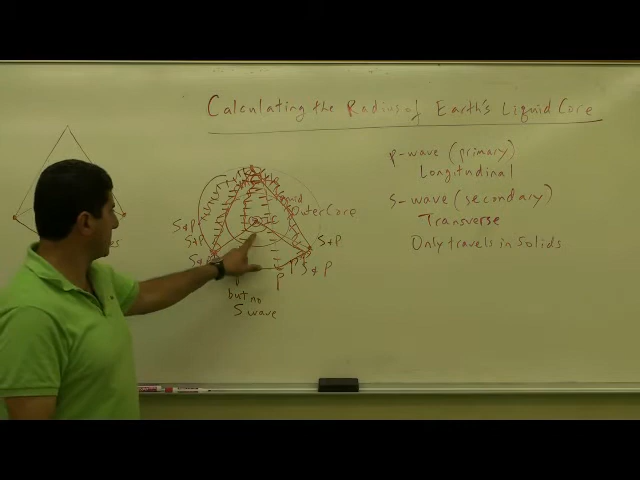 Calculating the Radius of Earth's Liquid Core
P-wave (primary)
Longitudinal
S-wave (secondary)
Transverse
Only travels in Solids
Outer Core
IC
S&P
S&P
S&P
S&P
P S&P
P
but no
S wave